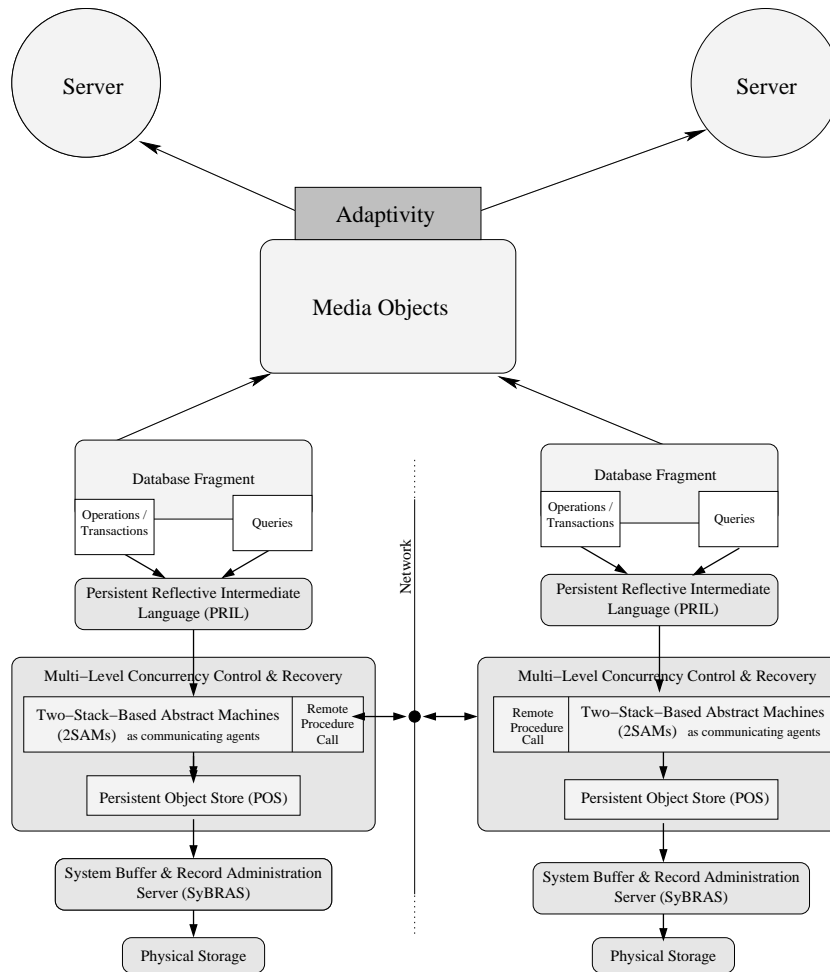 Server
Server
Adaptivity
Media Objects
Database Fragment
Operations /
Transactions
Queries
Persistent Reflective Intermediate
Language (PRIL)
Multi−Level Concurrency Control & Recovery
Two−Stack−Based Abstract Machines
(2SAMs) as communicating agents
Remote
Procedure
Call
Persistent Object Store (POS)
System Buffer & Record Administration
Server (SyBRAS)
Physical Storage
Network
Database Fragment
Operations /
Transactions
Queries
Persistent Reflective Intermediate
Language (PRIL)
Multi−Level Concurrency Control & Recovery
Remote
Procedure
Call
Two−Stack−Based Abstract Machines
(2SAMs) as communicating agents
Persistent Object Store (POS)
System Buffer & Record Administration
Server (SyBRAS)
Physical Storage